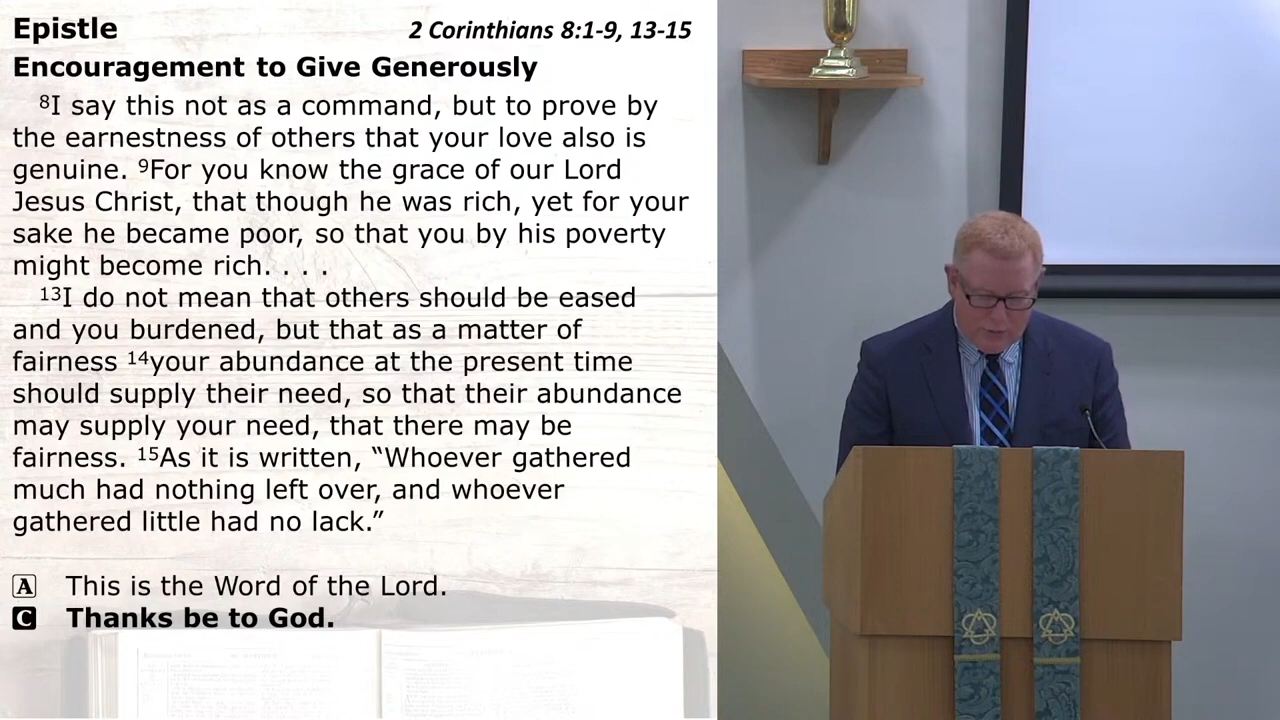 Epistle 2 Corinthians 8:1-9, 13-15
Encouragement to Give Generously
8I say this not as a command, but to prove by
the earnestness of others that your love also is
genuine. 9For you know the grace of our Lord
Jesus Christ, that though he was rich, yet for your
sake he became poor, so that you by his poverty
might become rich. . . .
13I do not mean that others should be eased
and you burdened, but that as a matter of
fairness 14your abundance at the present time
should supply their need, so that their abundance
may supply your need, that there may be
fairness. 15As it is written, “Whoever gathered
much had nothing left over, and whoever
gathered little had no lack.”
A This is the Word of the Lord.
C Thanks be to God.